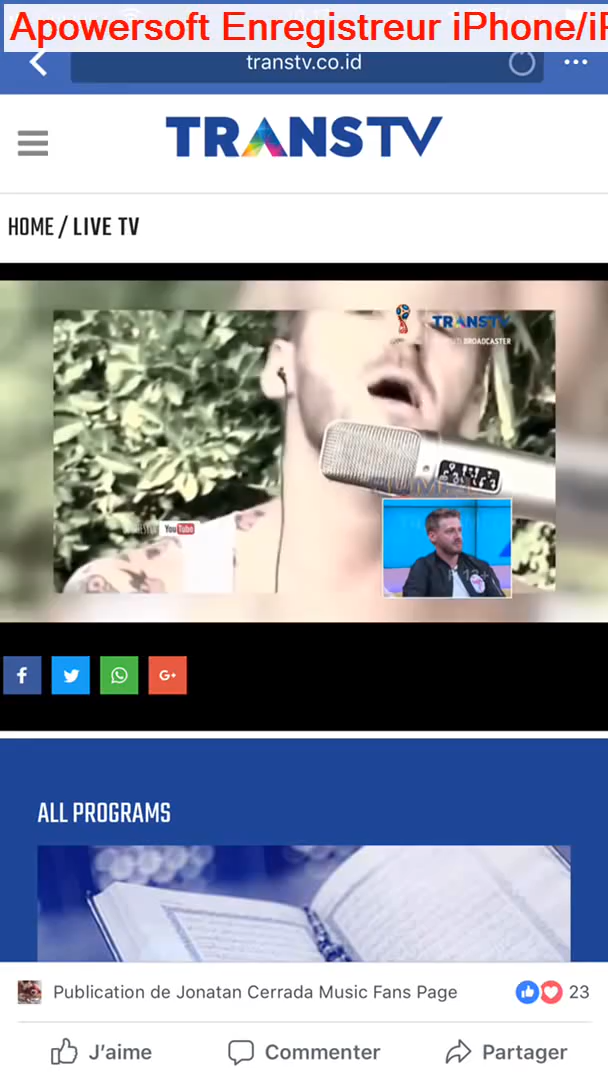 Apowersoft Enregistreur iPhone/iP
transtv.co.id
TRANSTV
HOME / LIVE TV
TRANSTV
BROADCASTER
YouTube
f
G+
ALL PROGRAMS
Publication de Jonatan Cerrada Music Fans Page
23
J'aime
Commenter
Partager